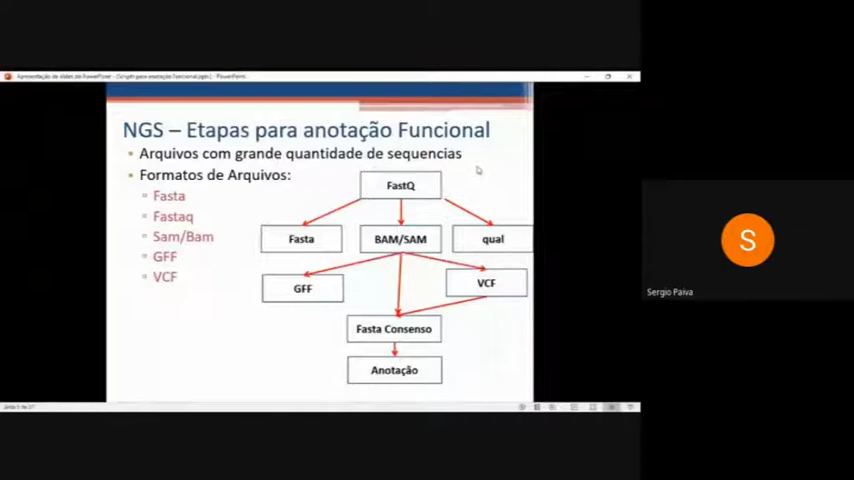 Apresentação de slides do PowerPoint - [Script para anotação Funcional.pptx] - PowerPoint
NGS – Etapas para anotação Funcional
Arquivos com grande quantidade de sequencias
Formatos de Arquivos:
Fasta
Fastaq
Sam/Bam
GFF
VCF
FastQ
Fasta
BAM/SAM
qual
GFF
VCF
Fasta Consenso
Anotação
S
Sergio Paiva